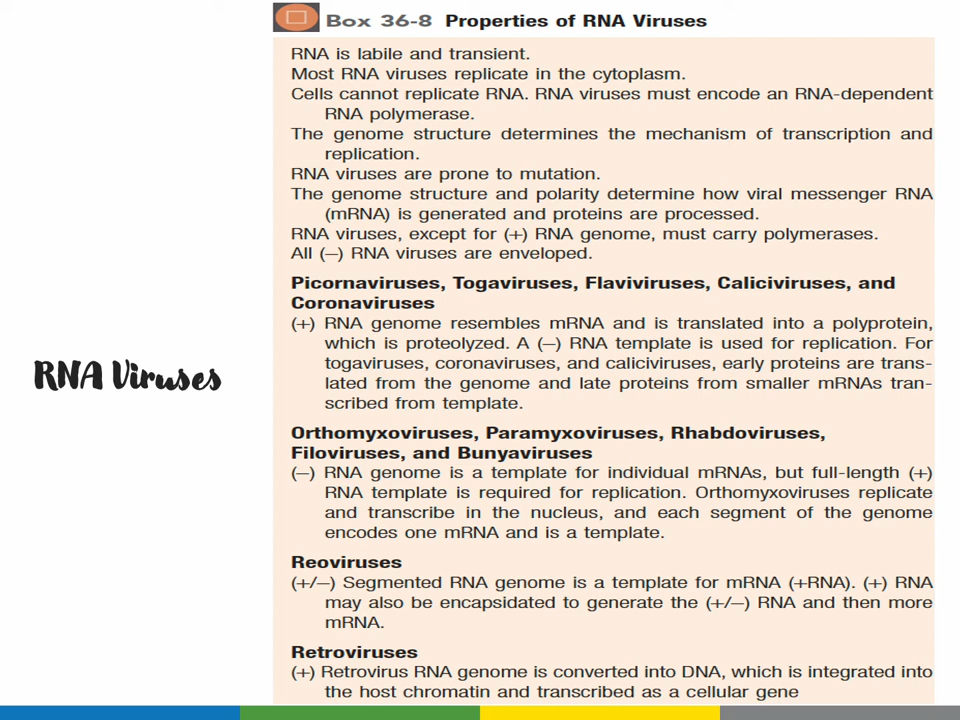 Box 36-8 Properties of RNA Viruses
RNA is labile and transient.
Most RNA viruses replicate in the cytoplasm.
Cells cannot replicate RNA. RNA viruses must encode an RNA-dependent
RNA polymerase.
The genome structure determines the mechanism of transcription and
replication.
RNA viruses are prone to mutation.
The genome structure and polarity determine how viral messenger RNA
(mRNA) is generated and proteins are processed.
RNA viruses, except for (+) RNA genome, must carry polymerases.
All (–) RNA viruses are enveloped.
Picornaviruses, Togaviruses, Flaviviruses, Caliciviruses, and
Coronaviruses
(+) RNA genome resembles mRNA and is translated into a polyprotein,
which is proteolyzed. A (–) RNA template is used for replication. For
togaviruses, coronaviruses, and caliciviruses, early proteins are trans-
lated from the genome and late proteins from smaller mRNAs tran-
scribed from template.
Orthomyxoviruses, Paramyxoviruses, Rhabdoviruses,
Filoviruses, and Bunyaviruses
(–) RNA genome is a template for individual mRNAs, but full-length (+)
RNA template is required for replication. Orthomyxoviruses replicate
and transcribe in the nucleus, and each segment of the genome
encodes one mRNA and is a template.
Reoviruses
(+/–) Segmented RNA genome is a template for mRNA (+RNA). (+) RNA
may also be encapsidated to generate the (+/–) RNA and then more
mRNA.
Retroviruses
(+) Retrovirus RNA genome is converted into DNA, which is integrated into
the host chromatin and transcribed as a cellular gene
RNA Viruses